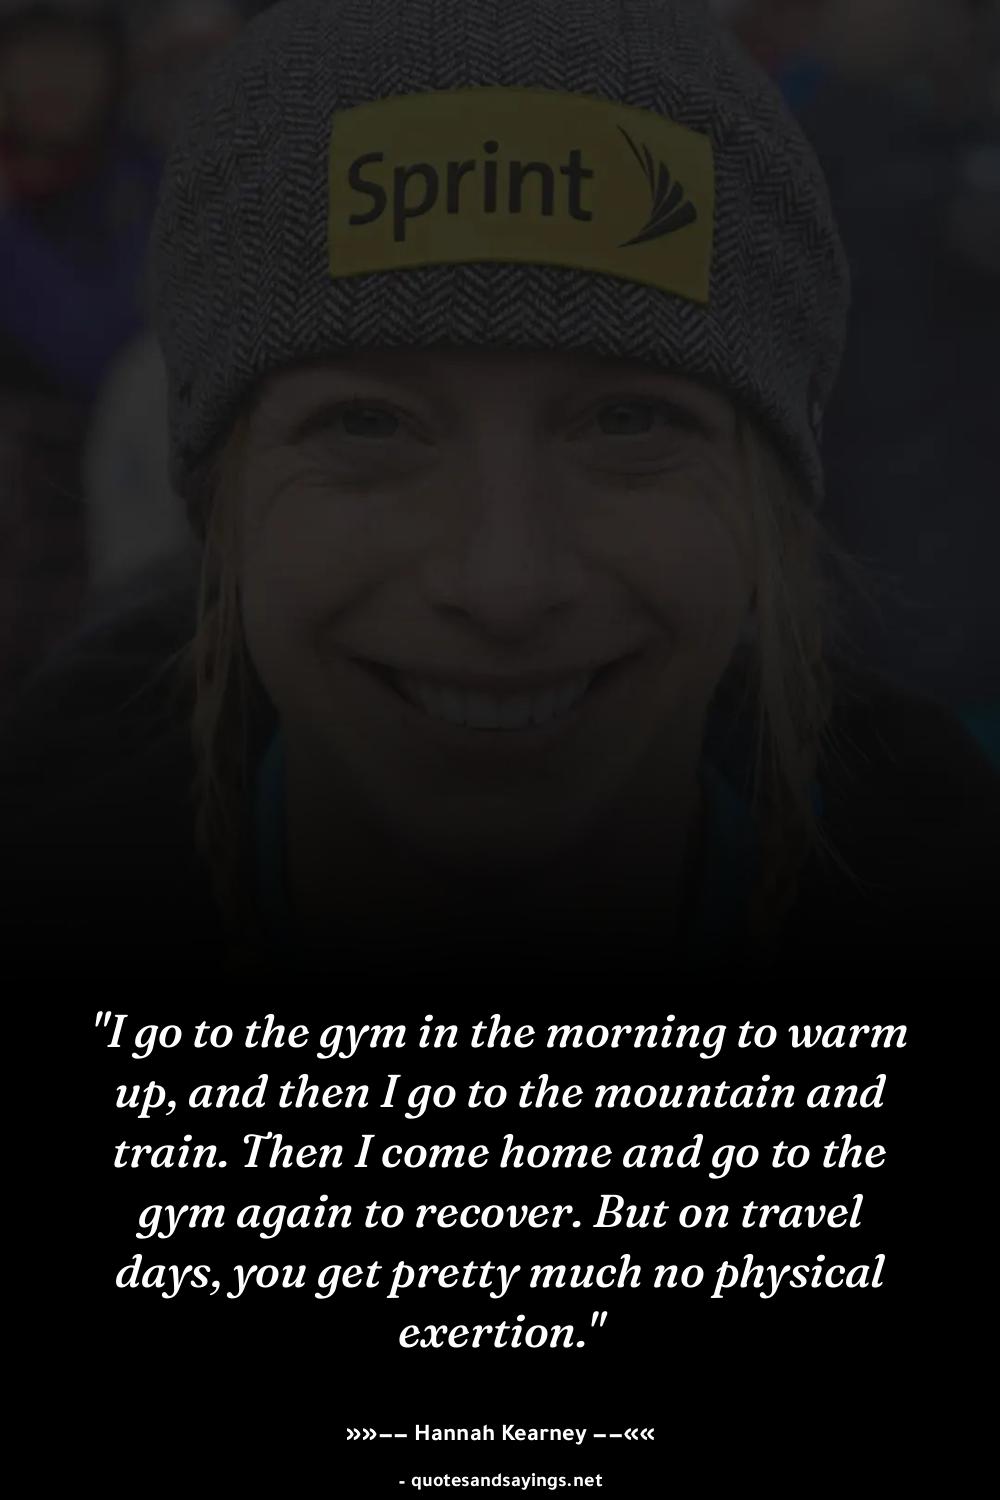 Sprint
"I go to the gym in the morning to warm
up, and then I go to the mountain and
train. Then I come home and go to the
gym again to recover. But on travel
days, you get pretty much no physical
exertion."
»»−− Hannah Kearney −−««
- quotesandsayings.net